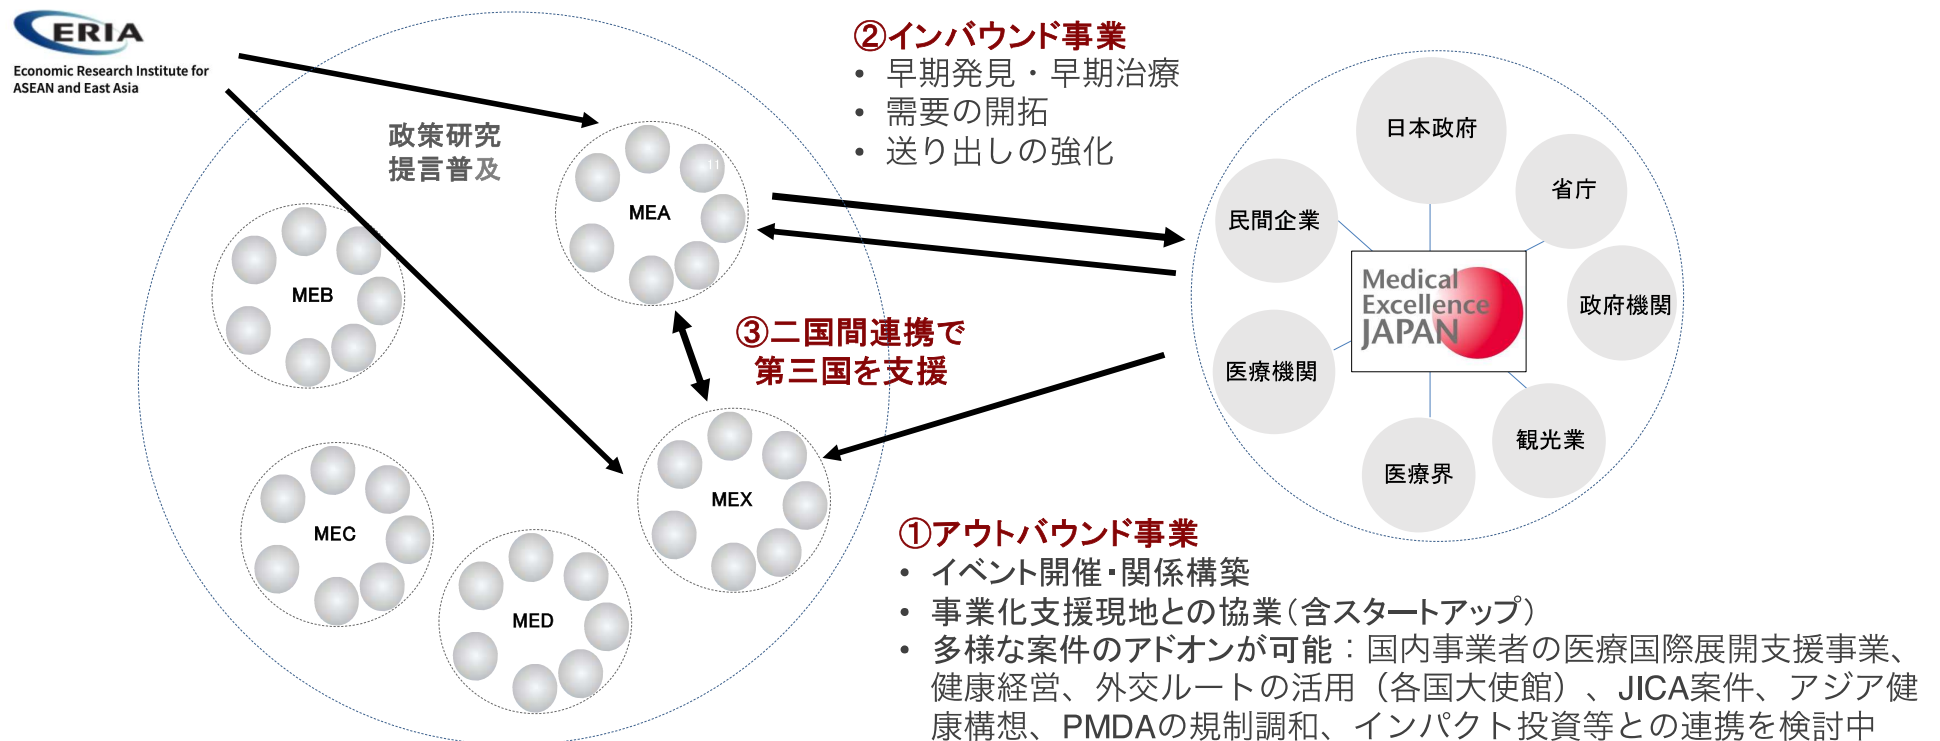 ERIA
Economic Research Institute for
ASEAN and East Asia
政策研究
提言普及
MEA
11
MEB
MEC
MED
MEX
②インバウンド事業
• 早期発見・早期治療
• 需要の開拓
• 送り出しの強化
③二国間連携で
第三国を支援
日本政府
省庁
民間企業
政府機関
Medical
Excellence
JAPAN
医療機関
観光業
医療界
①アウトバウンド事業
• イベント開催・関係構築
• 事業化支援現地との協業（含スタートアップ）
• 多様な案件のアドオンが可能：国内事業者の医療国際展開支援事業、
健康経営、外交ルートの活用（各国大使館）、JICA案件、アジア健
康構想、PMDAの規制調和、インパクト投資等との連携を検討中